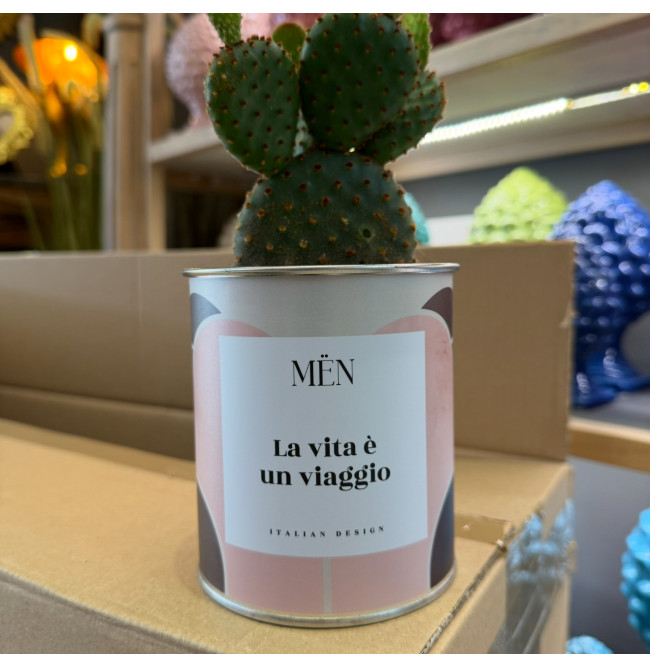 MËN
La vita è
un viaggio
ITALIAN DESIGN